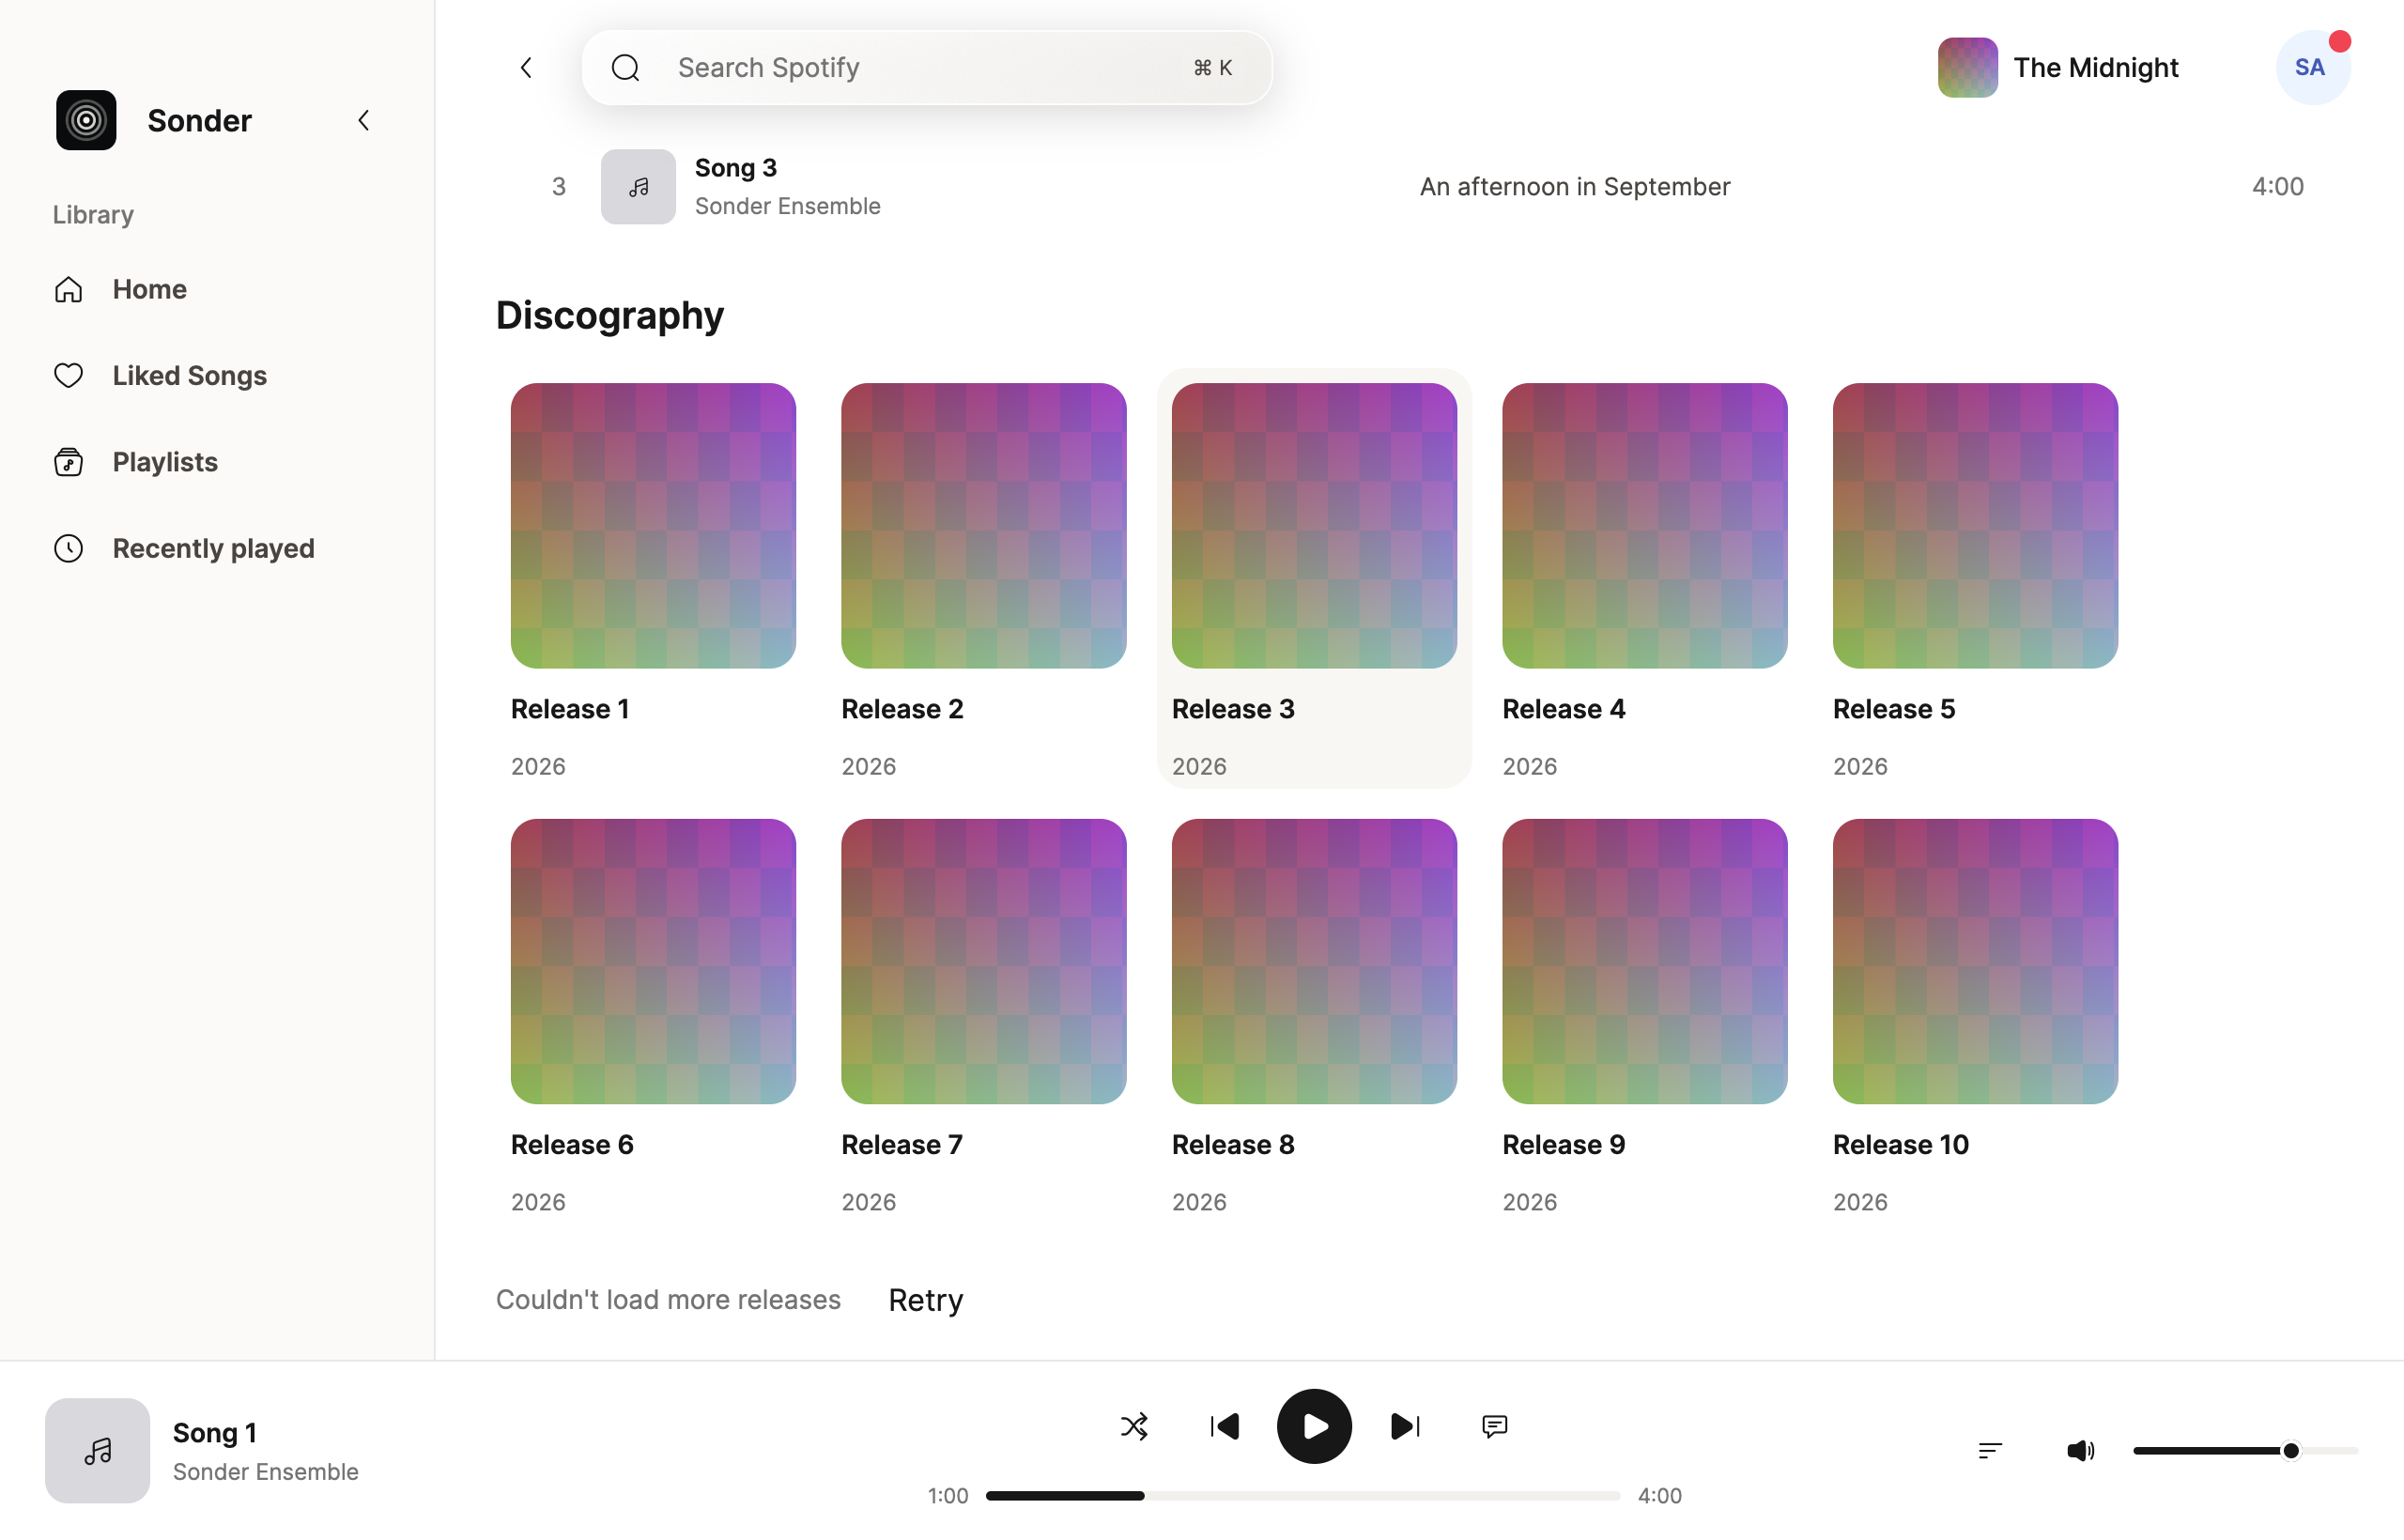 Sonder
Library
Home
Liked Songs
Playlists
Recently played
Search Spotify
⌘ K
The Midnight
SA
3
Song 3
Sonder Ensemble
An afternoon in September
4:00
Discography
Release 1
2026
Release 2
2026
Release 3
2026
Release 4
2026
Release 5
2026
Release 6
2026
Release 7
2026
Release 8
2026
Release 9
2026
Release 10
2026
Couldn't load more releases
Retry
Song 1
Sonder Ensemble
1:00
4:00